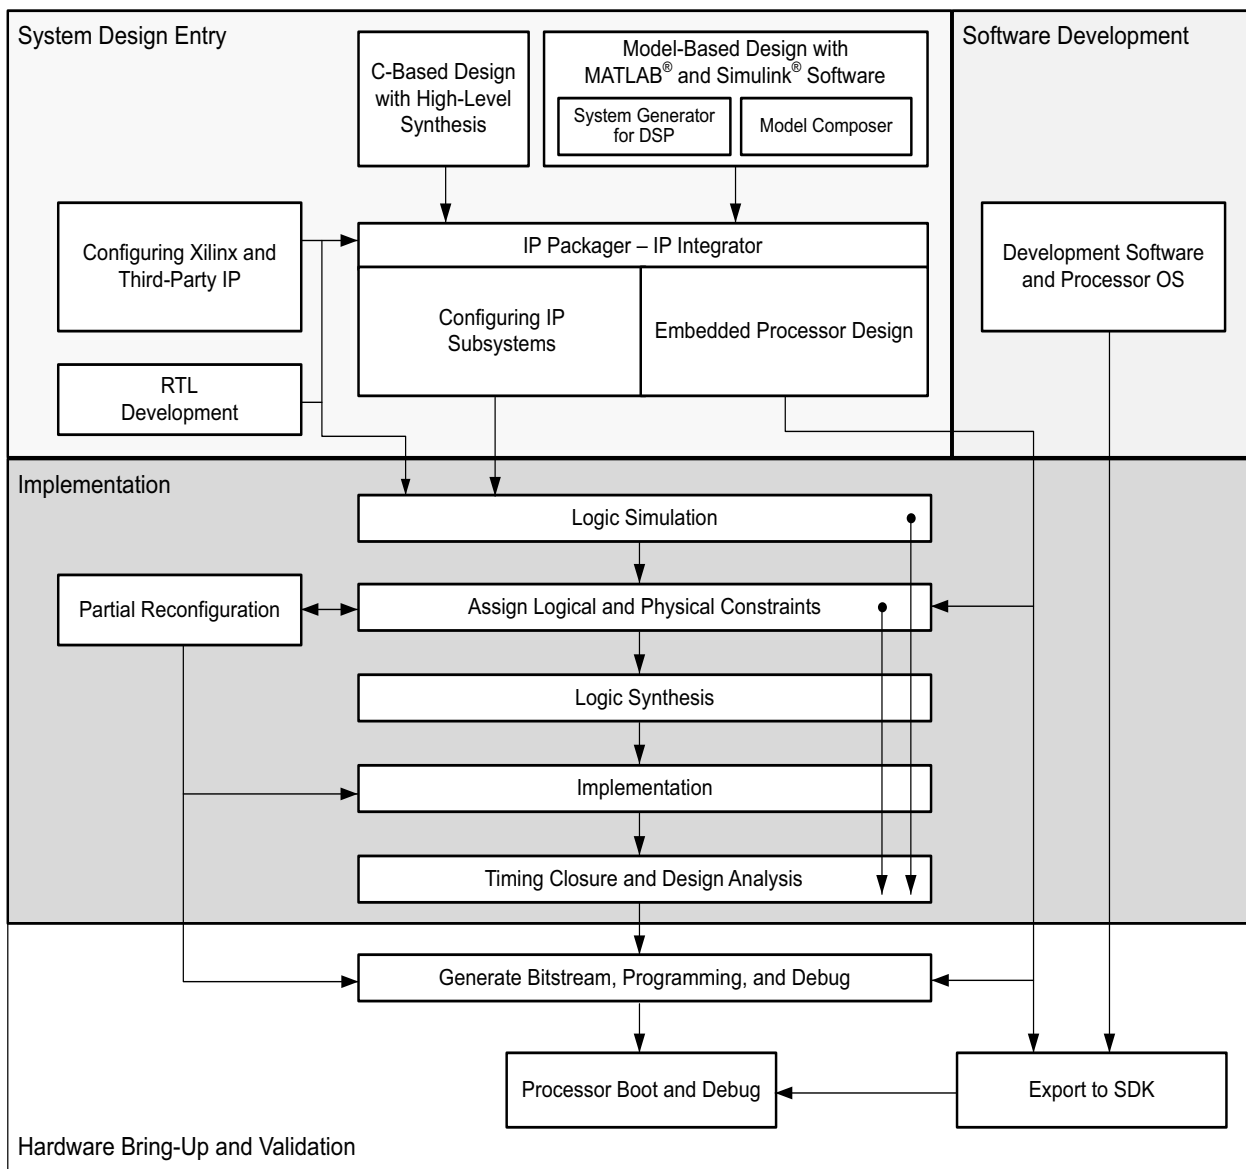 System Design Entry
Software Development
C-Based Design
with High-Level
Synthesis
Model-Based Design with
MATLAB® and Simulink® Software
System Generator
for DSP
Model Composer
Configuring Xilinx and
Third-Party IP
IP Packager – IP Integrator
Development Software
and Processor OS
Configuring IP
Subsystems
Embedded Processor Design
RTL
Development
Implementation
Logic Simulation
Partial Reconfiguration
Assign Logical and Physical Constraints
Logic Synthesis
Implementation
Timing Closure and Design Analysis
Generate Bitstream, Programming, and Debug
Processor Boot and Debug
Export to SDK
Hardware Bring-Up and Validation